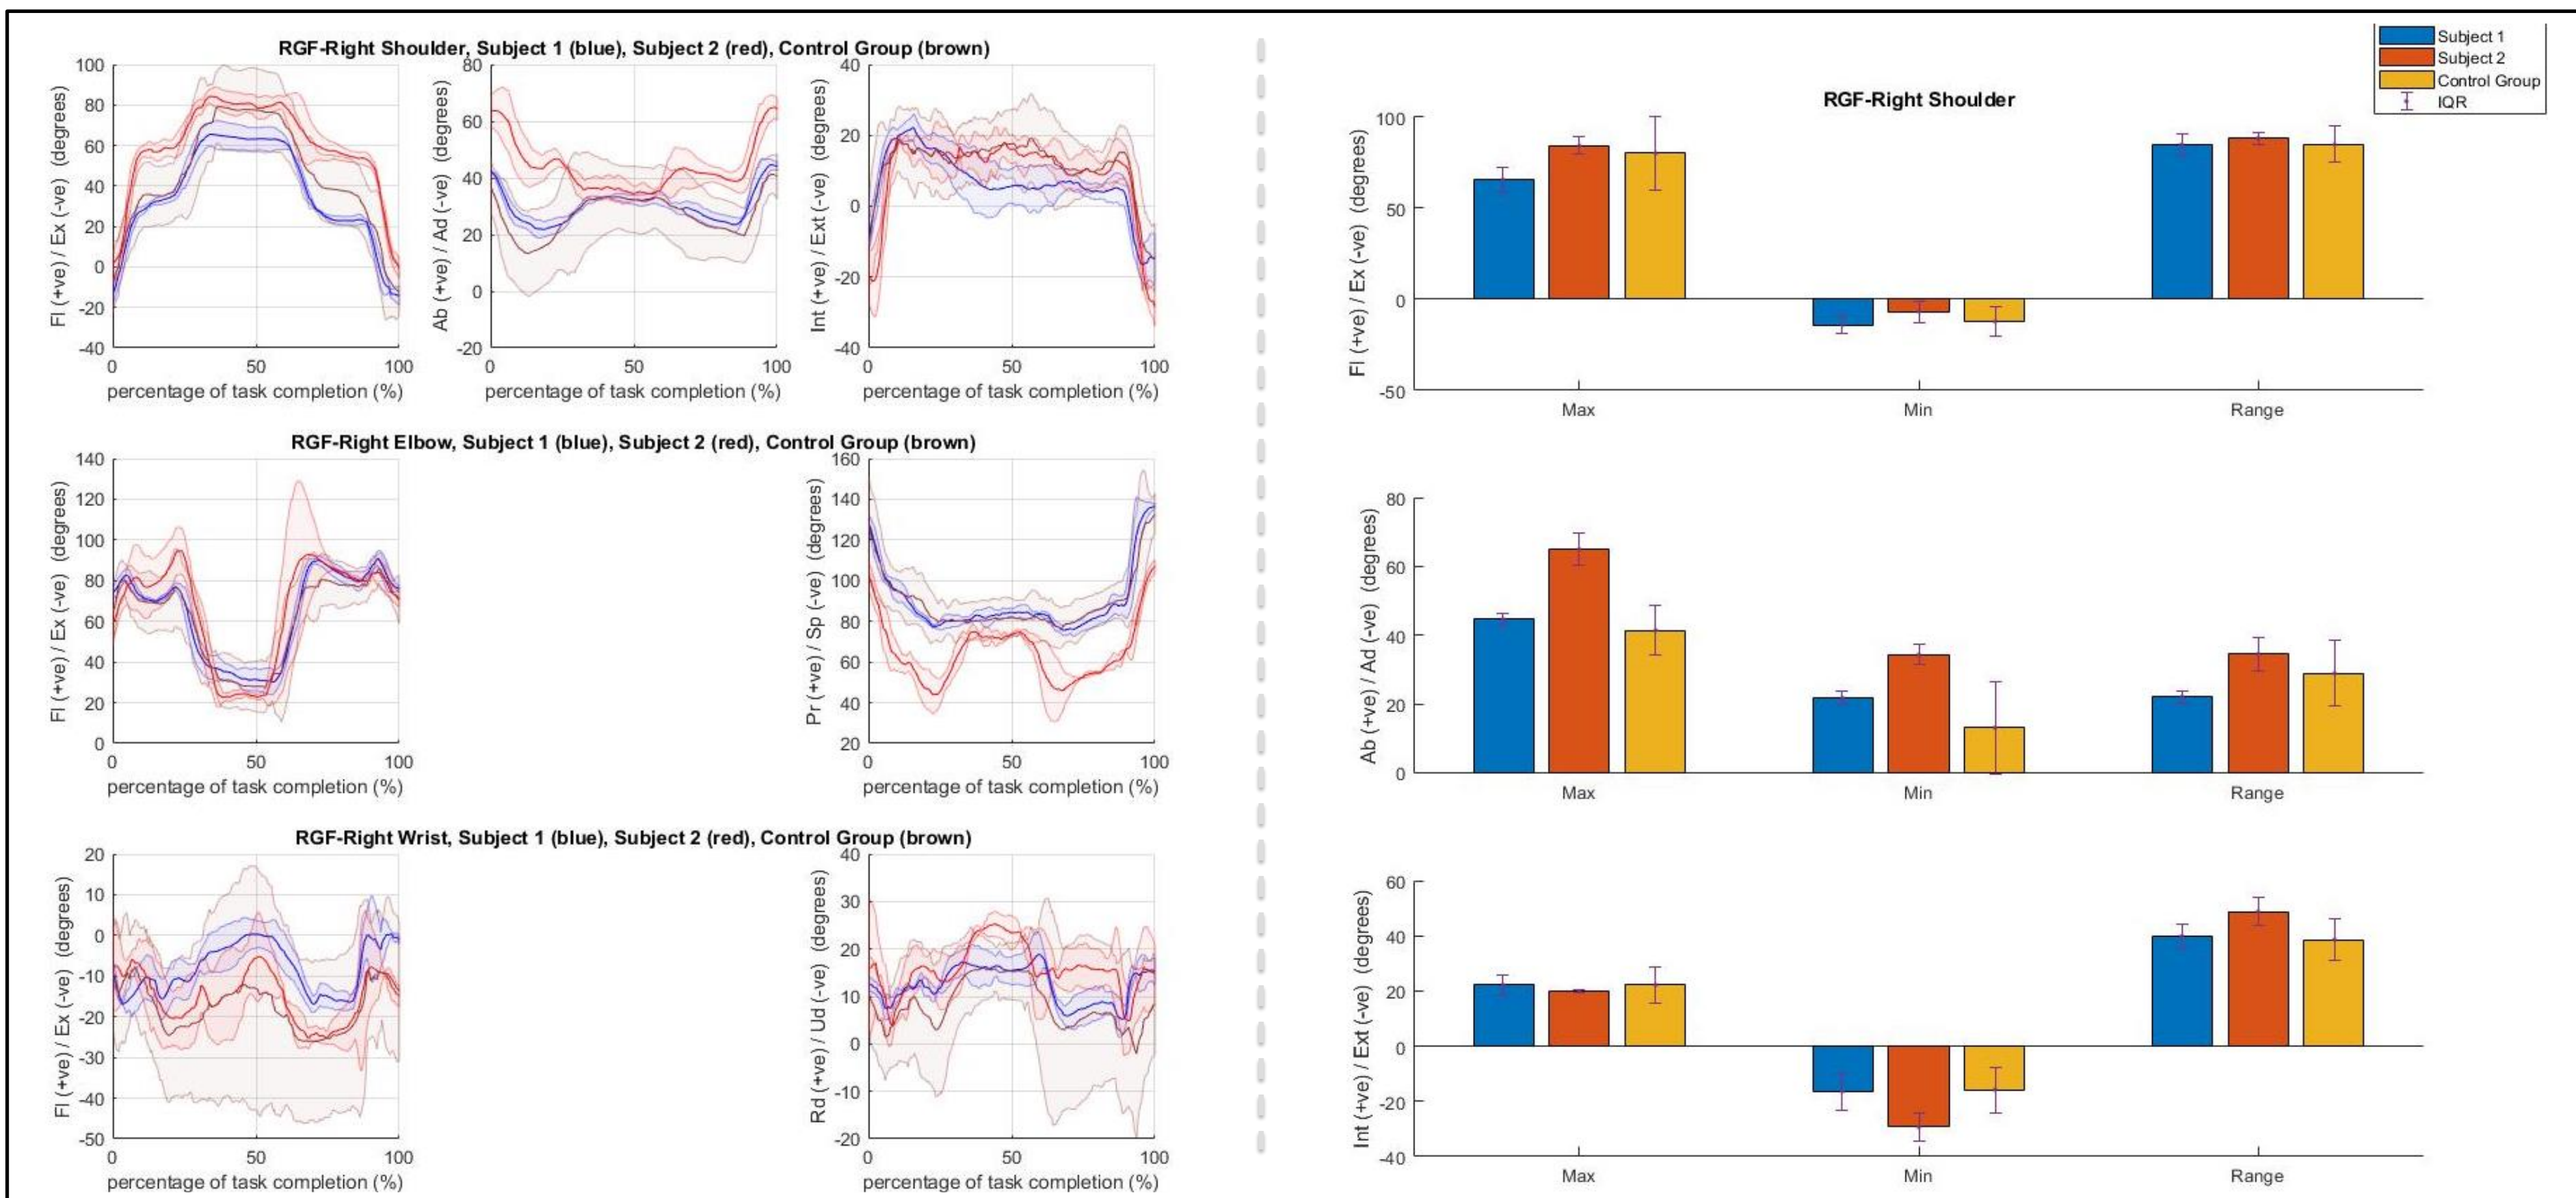 RGF-Right Shoulder, Subject 1 (blue), Subject 2 (red), Control Group (brown)
Fl (+ve) / Ex (-ve) (degrees)
100
80
60
40
20
0
-20
-40
0 50 100
percentage of task completion (%)
Ab (+ve) / Ad (-ve) (degrees)
80
60
40
20
0
-20
0 50 100
percentage of task completion (%)
Int (+ve) / Ext (-ve) (degrees)
40
20
0
-20
-40
0 50 100
percentage of task completion (%)
RGF-Right Elbow, Subject 1 (blue), Subject 2 (red), Control Group (brown)
Fl (+ve) / Ex (-ve) (degrees)
140
120
100
80
60
40
20
0
0 50 100
percentage of task completion (%)
Pr (+ve) / Sp (-ve) (degrees)
160
140
120
100
80
60
40
20
0 50 100
percentage of task completion (%)
RGF-Right Wrist, Subject 1 (blue), Subject 2 (red), Control Group (brown)
Fl (+ve) / Ex (-ve) (degrees)
20
10
0
-10
-20
-30
-40
-50
0 50 100
percentage of task completion (%)
Rd (+ve) / Ud (-ve) (degrees)
40
30
20
10
0
-10
-20
0 50 100
percentage of task completion (%)
Subject 1
Subject 2
Control Group
IQR
RGF-Right Shoulder
Fl (+ve) / Ex (-ve) (degrees)
100
50
0
-50
Max Min Range
Ab (+ve) / Ad (-ve) (degrees)
80
60
40
20
0
Max Min Range
Int (+ve) / Ext (-ve) (degrees)
60
40
20
0
-20
-40
Max Min Range